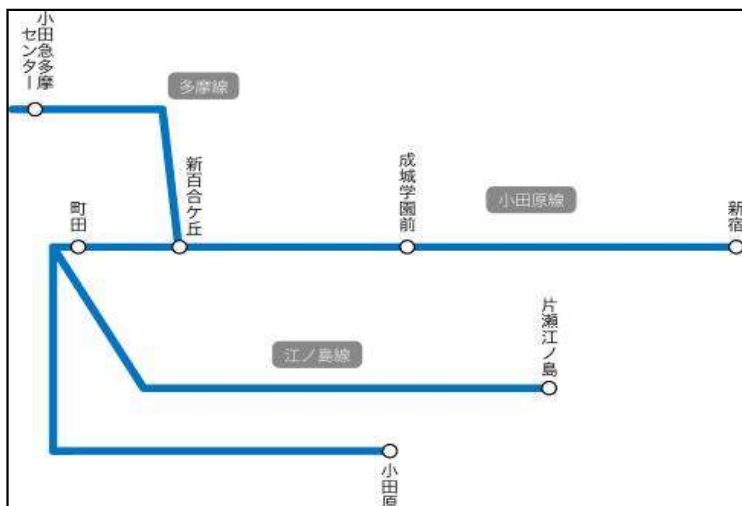 小田急多摩
センター
多摩線
新百合ケ丘
成城学園前
小田原線
新宿
町田
片瀬江ノ島
江ノ島線
小田原